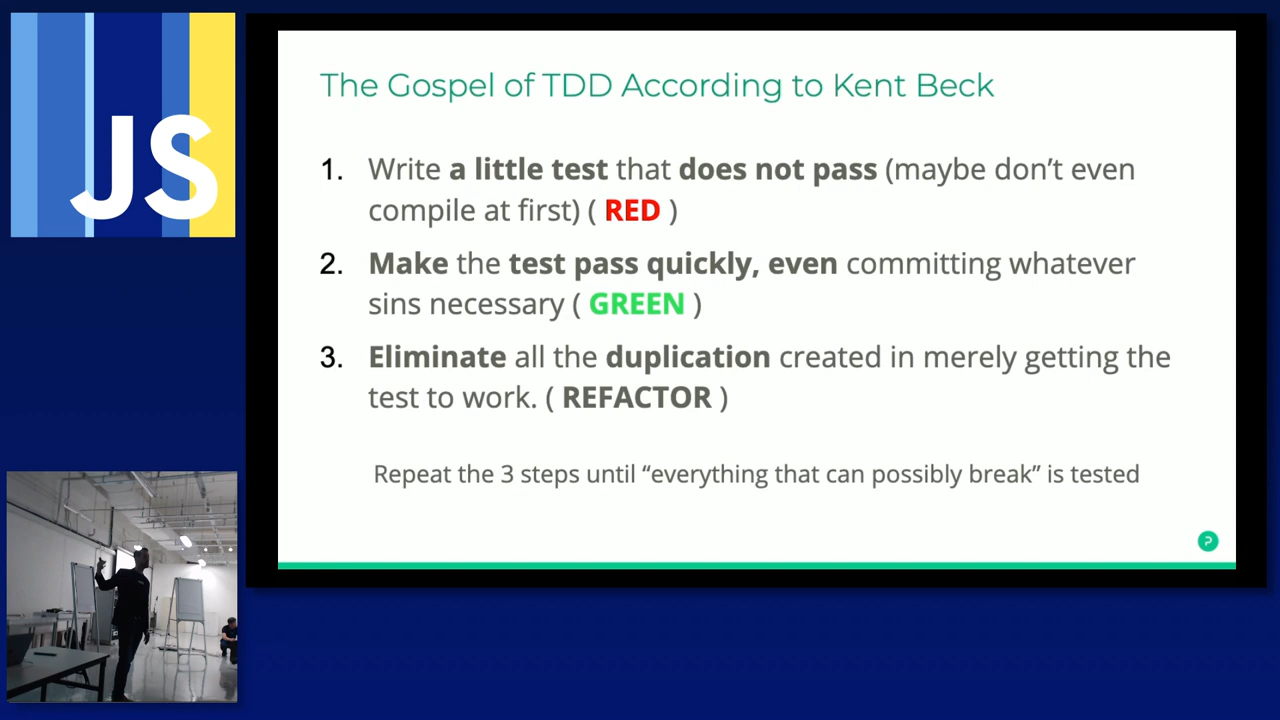 JS
The Gospel of TDD According to Kent Beck
1. Write a little test that does not pass (maybe don’t even
compile at first) ( RED )
2. Make the test pass quickly, even committing whatever
sins necessary ( GREEN )
3. Eliminate all the duplication created in merely getting the
test to work. ( REFACTOR )
Repeat the 3 steps until “everything that can possibly break” is tested